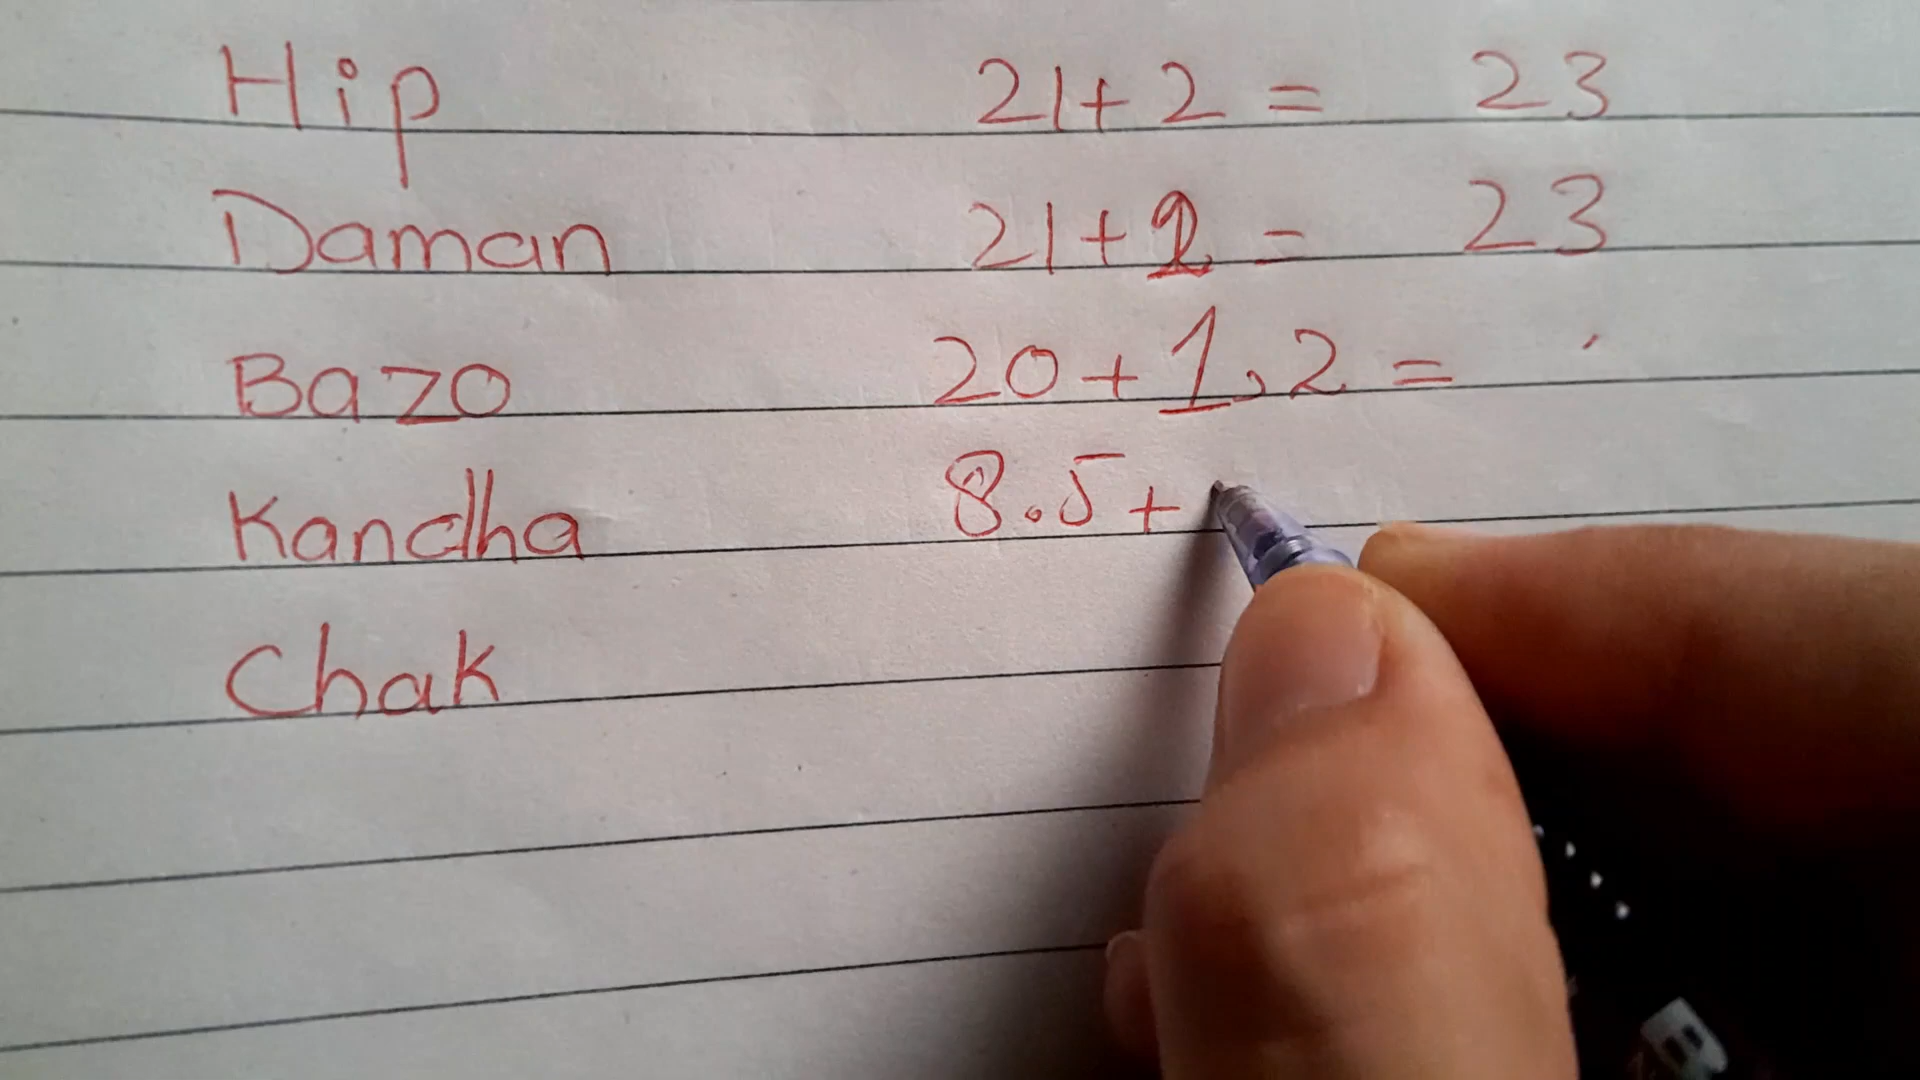 Hip 21+2= 23
Daman 21+2= 23
Bazo 20+1,2=
Kandha 8.5+
Chak